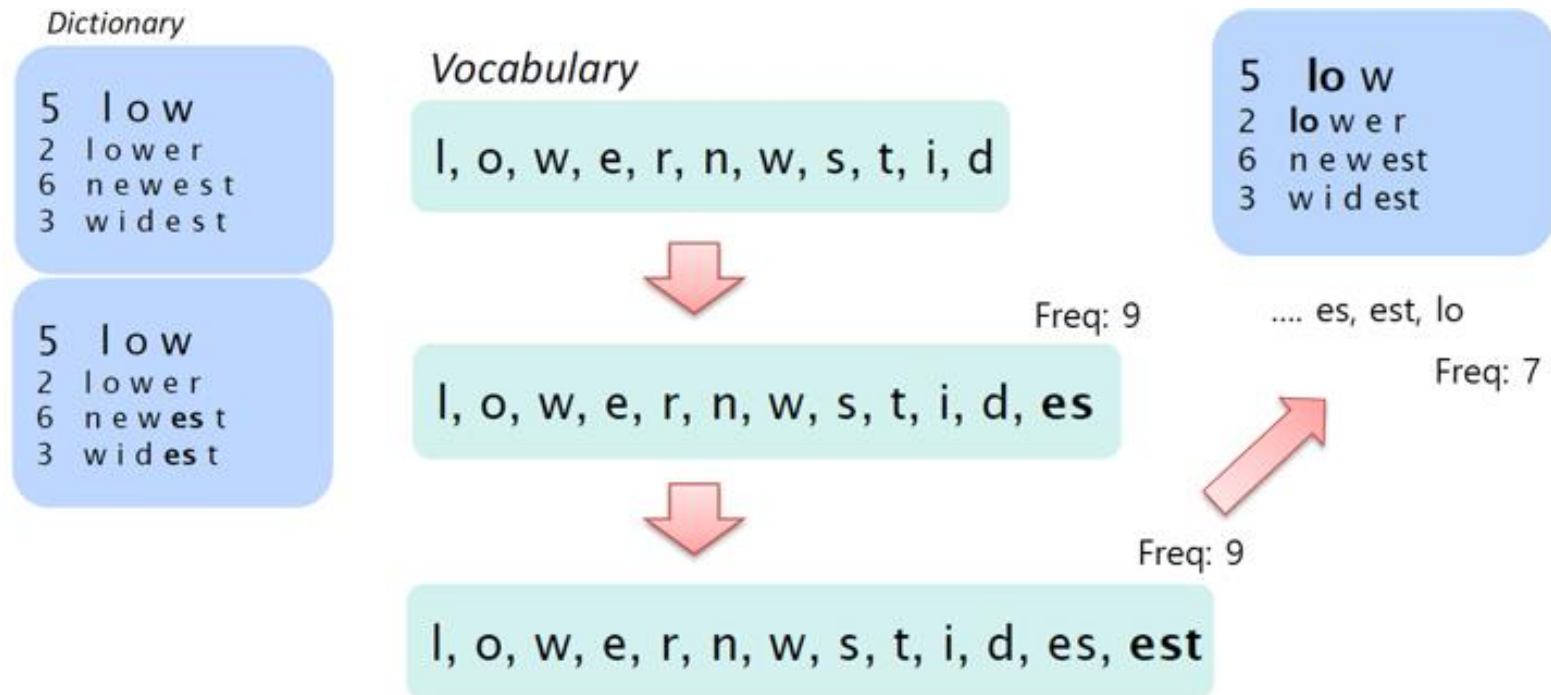 Dictionary
5 l o w
2 l o w e r
6 n e w e s t
3 w i d e s t
5 l o w
2 l o w e r
6 n e w es t
3 w i d es t
Vocabulary
l, o, w, e, r, n, w, s, t, i, d
Freq: 9
l, o, w, e, r, n, w, s, t, i, d, es
Freq: 9
l, o, w, e, r, n, w, s, t, i, d, es, est
5 lo w
2 lo w e r
6 n e w est
3 w i d est
.... es, est, lo
Freq: 7